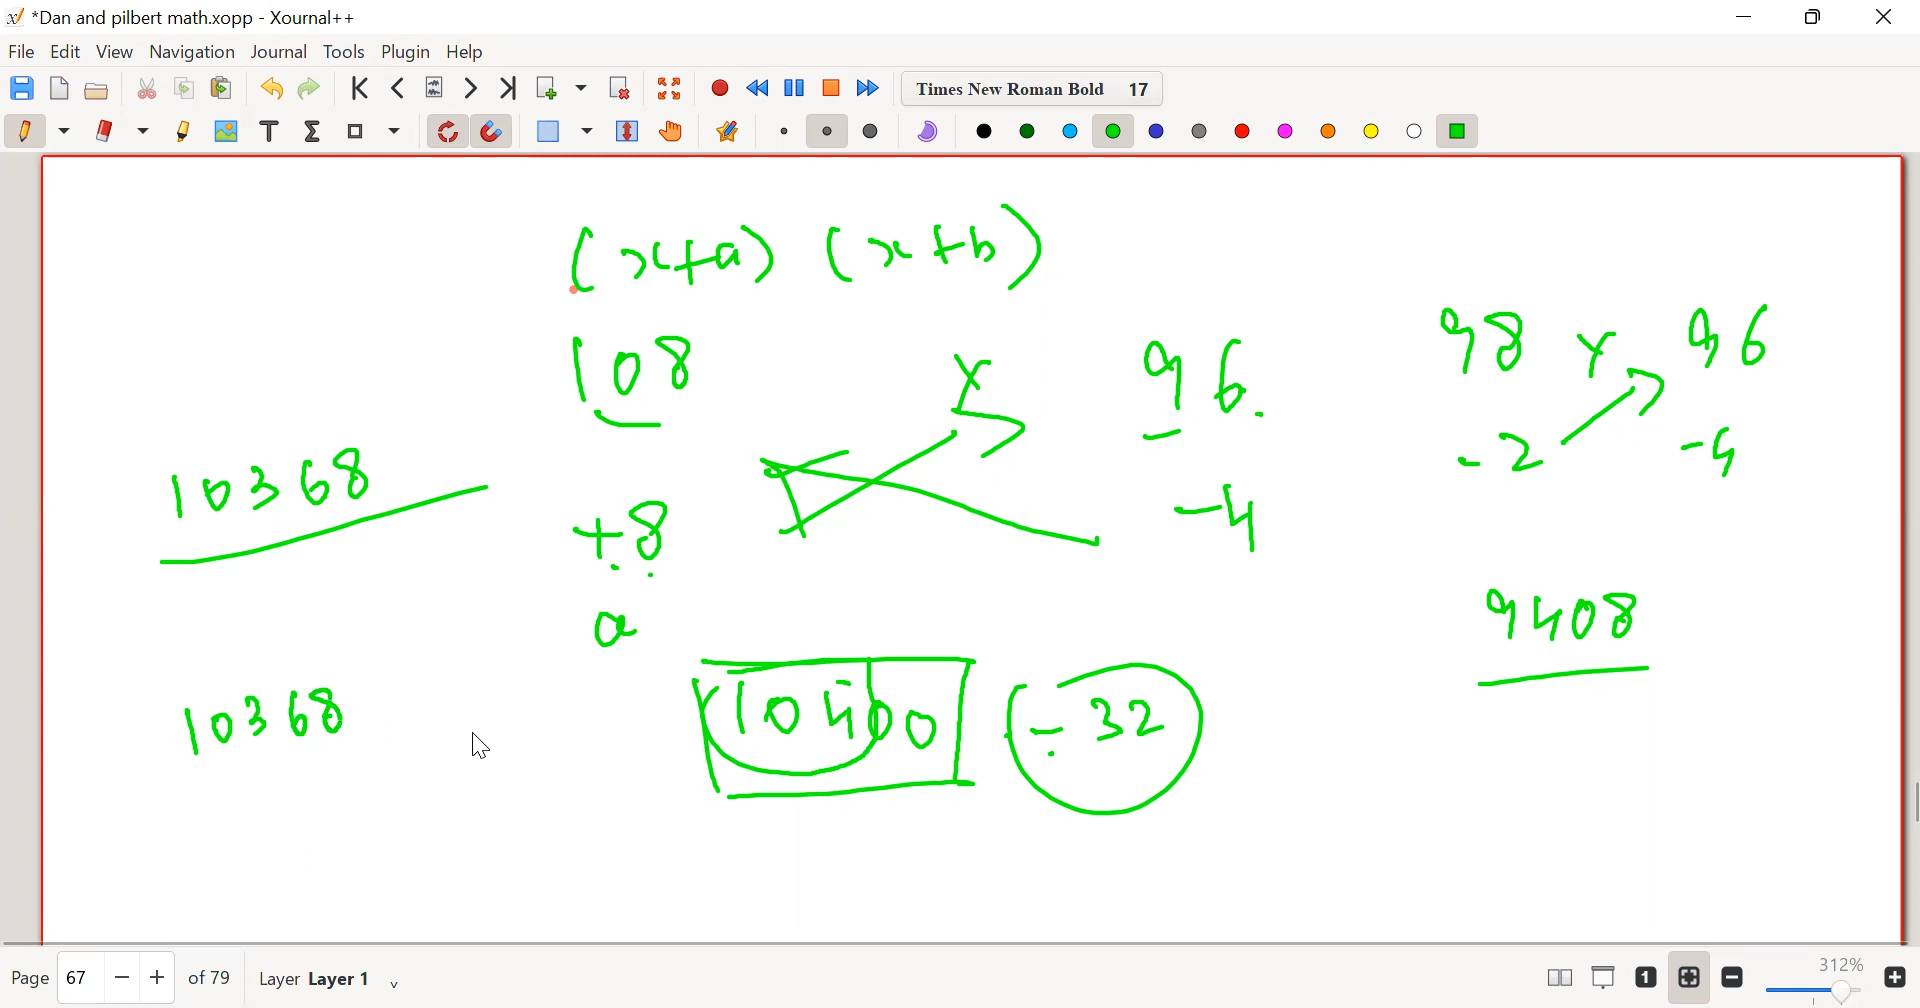 *Dan and pilbert math.xopp - Xournal++
File Edit View Navigation Journal Tools Plugin Help
Times New Roman Bold 17
(x+a) (x+b)
108 x 96
98 x 96
+8 -4
-2 -4
10368
a
9408
10400 - 32
10368
Page 67 of 79 Layer Layer 1 312%